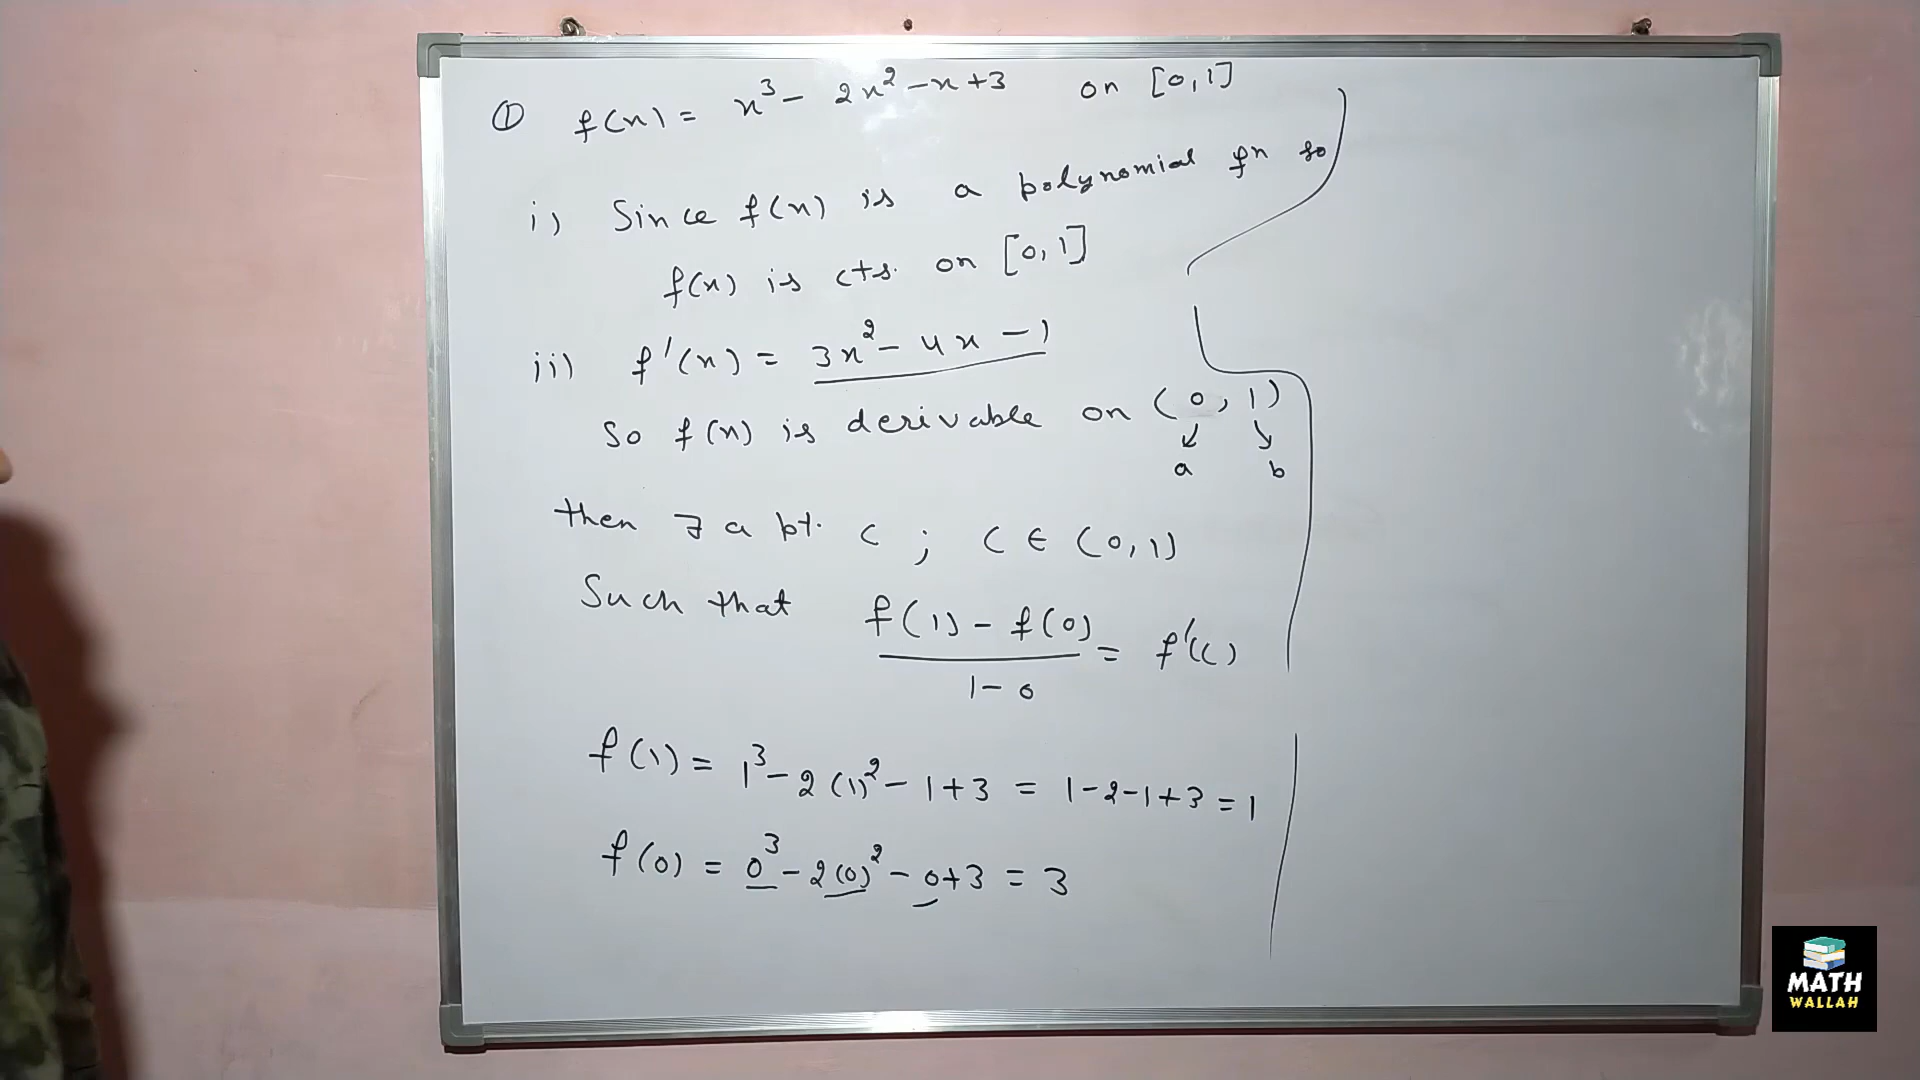 ① f(x) = x³ - 2x² - x + 3 on [0, 1]
i) Since f(x) is a polynomial fn so
f(x) is cts. on [0, 1]
ii) f'(x) = 3x² - 4x - 1
So f(x) is derivable on (0, 1)
↙ ↘
a b
then ∃ a pt. c ; c ∈ (0, 1)
Such that f(1) - f(0) / 1 - 0 = f'(c)
f(1) = 1³ - 2(1)² - 1 + 3 = 1 - 2 - 1 + 3 = 1
f(0) = 0³ - 2(0)² - 0 + 3 = 3
MATH
WALLAH